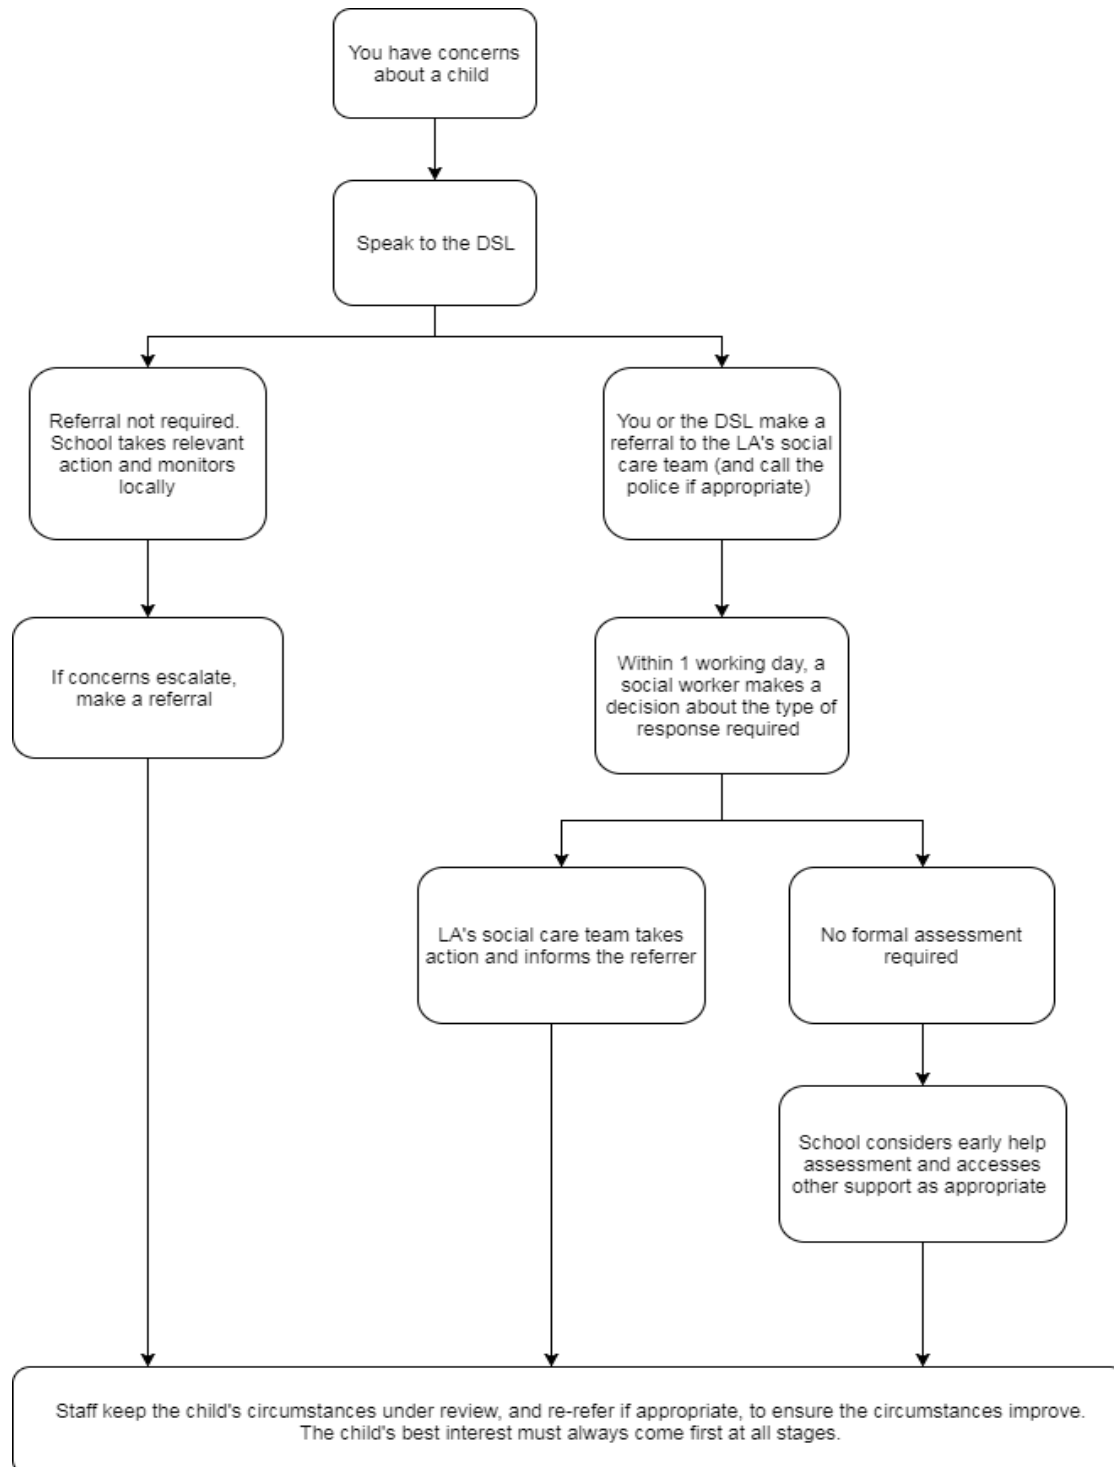 You have concerns
about a child
Speak to the DSL
Referral not required.
School takes relevant
action and monitors
locally
You or the DSL make a
referral to the LA's social
care team (and call the
police if appropriate)
If concerns escalate,
make a referral
Within 1 working day, a
social worker makes a
decision about the type of
response required
LA's social care team takes
action and informs the referrer
No formal assessment
required
School considers early help
assessment and accesses
other support as appropriate
Staff keep the child's circumstances under review, and re-refer if appropriate, to ensure the circumstances improve.
The child's best interest must always come first at all stages.